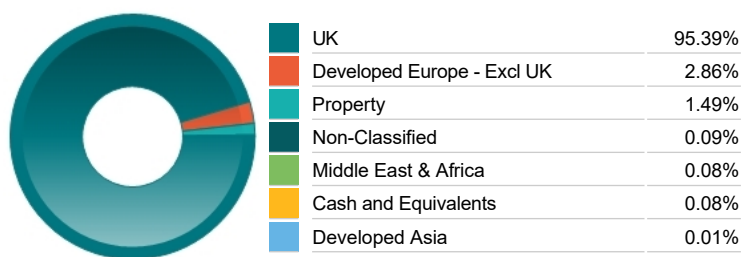 UK 95.39%
Developed Europe - Excl UK 2.86%
Property 1.49%
Non-Classified 0.09%
Middle East & Africa 0.08%
Cash and Equivalents 0.08%
Developed Asia 0.01%